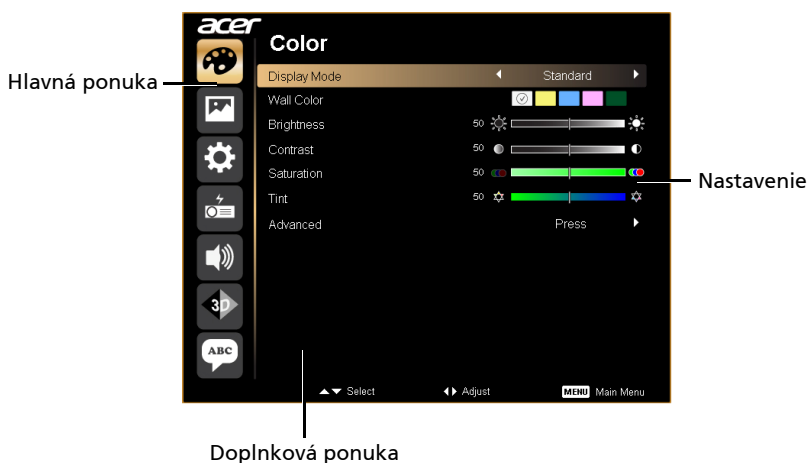 acer
Color
Hlavná ponuka
Display Mode Standard
Wall Color
Brightness 50
Contrast 50
Saturation 50
Nastavenie
Tint 50
Advanced Press
3D
ABC
Select Adjust MENU Main Menu
Doplnková ponuka